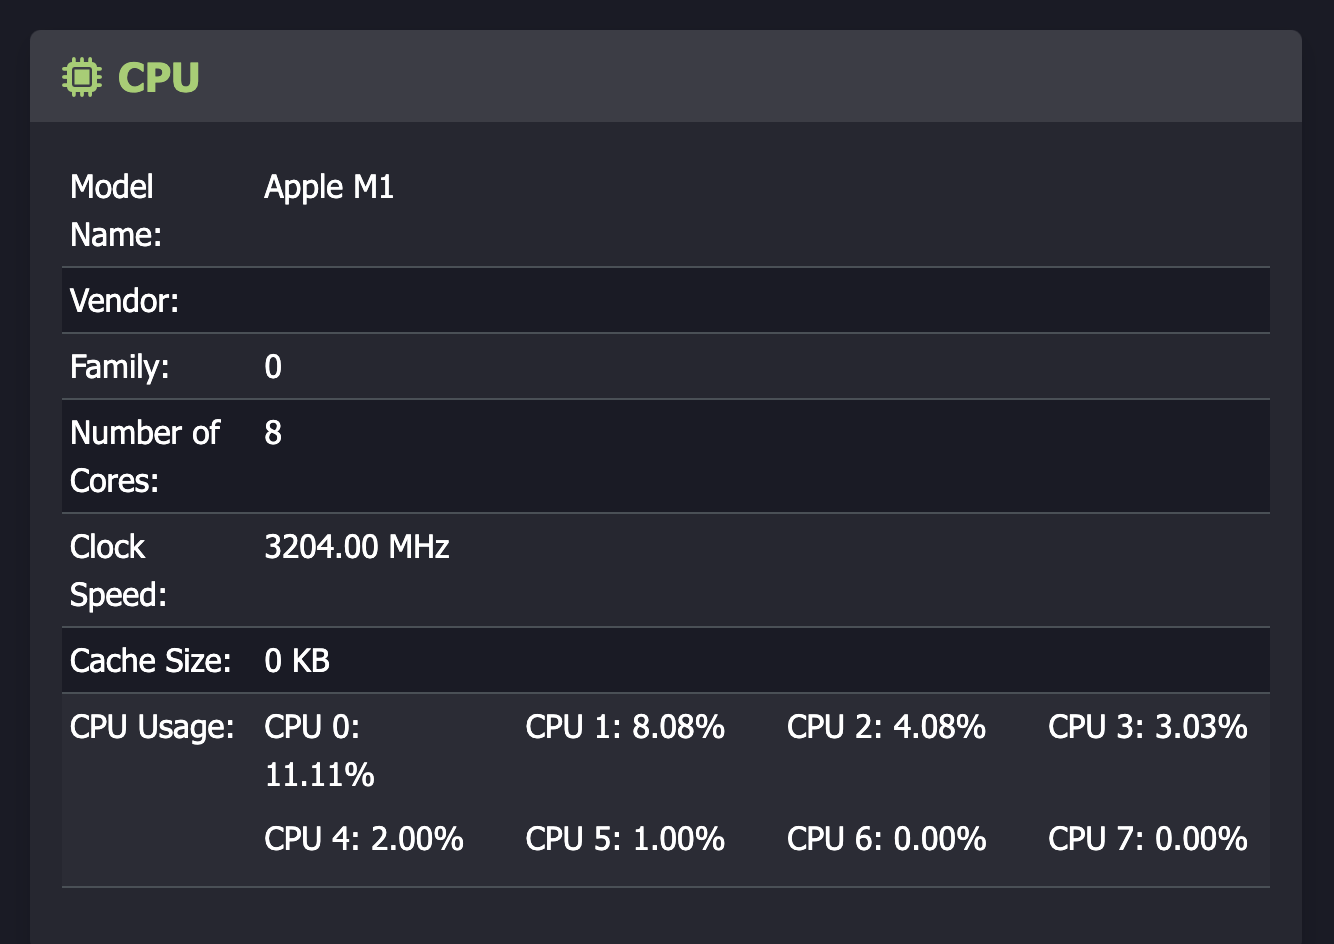 CPU
Model Name: Apple M1
Vendor:
Family: 0
Number of Cores: 8
Clock Speed: 3204.00 MHz
Cache Size: 0 KB
CPU Usage: CPU 0: 11.11% CPU 1: 8.08% CPU 2: 4.08% CPU 3: 3.03%
CPU 4: 2.00% CPU 5: 1.00% CPU 6: 0.00% CPU 7: 0.00%